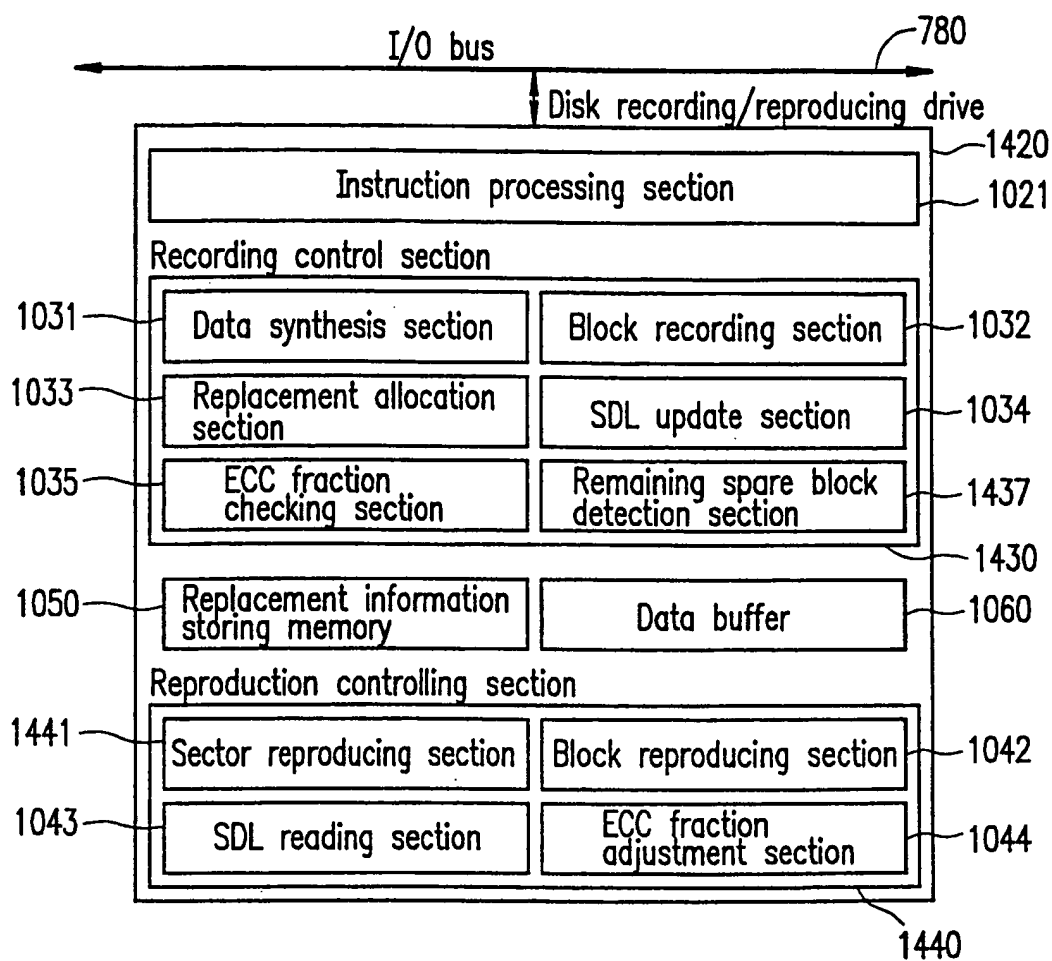 I/O bus
780
Disk recording/reproducing drive
1420
Instruction processing section
1021
Recording control section
1031
Data synthesis section
Block recording section
1032
1033
Replacement allocation
section
SDL update section
1034
1035
ECC fraction
checking section
Remaining spare block
detection section
1437
1430
1050
Replacement information
storing memory
Data buffer
1060
Reproduction controlling section
1441
Sector reproducing section
Block reproducing section
1042
1043
SDL reading section
ECC fraction
adjustment section
1044
1440